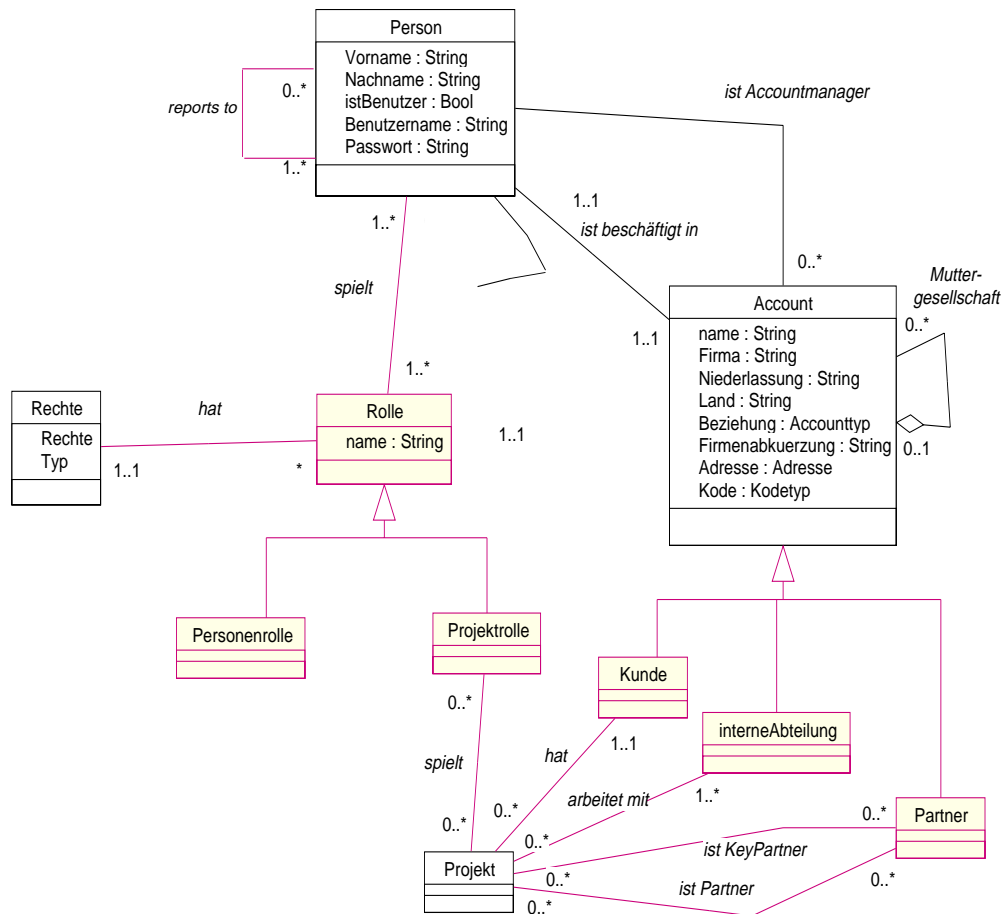 Person
Vorname : String
Nachname : String
istBenutzer : Bool
Benutzername : String
Passwort : String
0..*
reports to
1..*
ist Accountmanager
1..1
ist beschäftigt in
1..*
0..*
Mutter-
gesellschaft
spielt
Account
0..*
1..1
name : String
Firma : String
Niederlassung : String
Land : String
Beziehung : Accounttyp
Firmenabkuerzung : String
Adresse : Adresse
Kode : Kodetyp
0..1
1..*
Rechte
Rechte
Typ
hat
1..1
*
Rolle
name : String
1..1
Personenrolle
Projektrolle
Kunde
interneAbteilung
Partner
0..*
1..1
spielt
hat
arbeitet mit
1..*
0..*
0..*
0..*
0..*
ist KeyPartner
Projekt
0..*
ist Partner
0..*
0..*